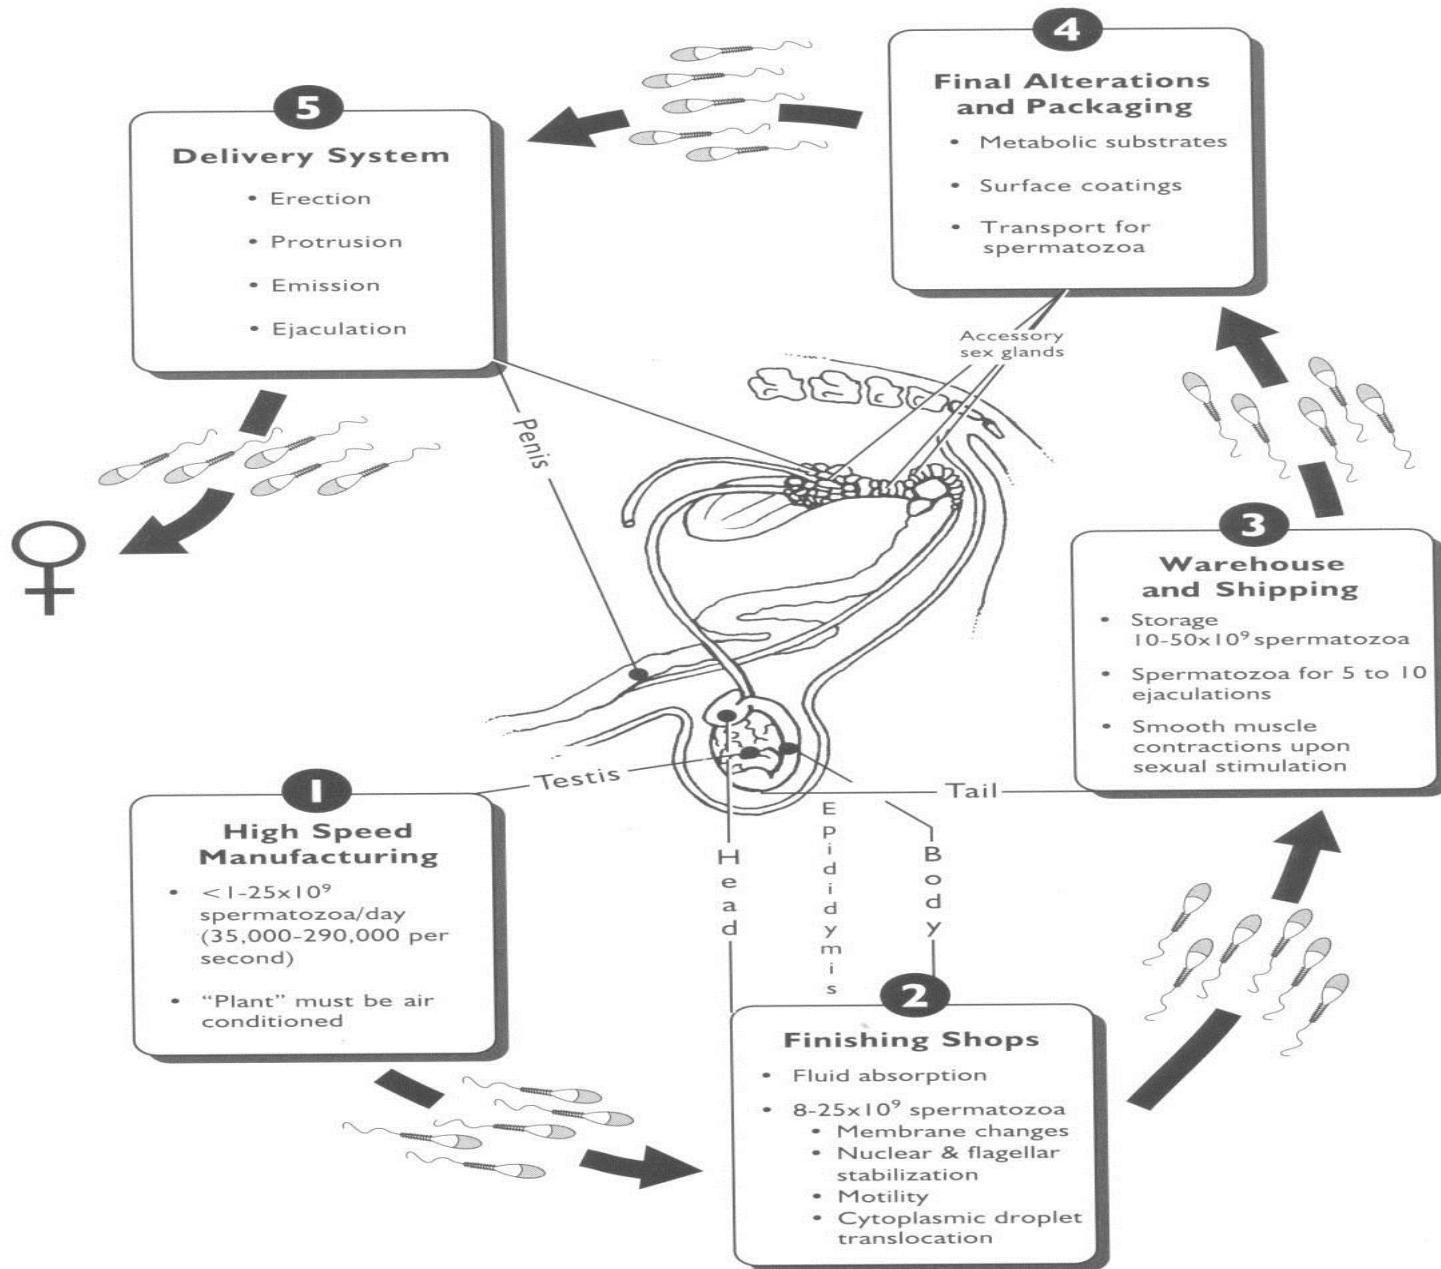 4
Final Alterations
and Packaging
• Metabolic substrates
• Surface coatings
• Transport for
spermatozoa
5
Delivery System
• Erection
• Protrusion
• Emission
• Ejaculation
Accessory
sex glands
Penis
3
Warehouse
and Shipping
• Storage
10-50x10⁹ spermatozoa
• Spermatozoa for 5 to 10
ejaculations
• Smooth muscle
contractions upon
sexual stimulation
Testis
Tail
Head
Epididymis
Body
1
High Speed
Manufacturing
• <1-25x10⁹
spermatozoa/day
(35,000-290,000 per
second)
• "Plant" must be air
conditioned
2
Finishing Shops
• Fluid absorption
• 8-25x10⁹ spermatozoa
• Membrane changes
• Nuclear & flagellar
stabilization
• Motility
• Cytoplasmic droplet
translocation